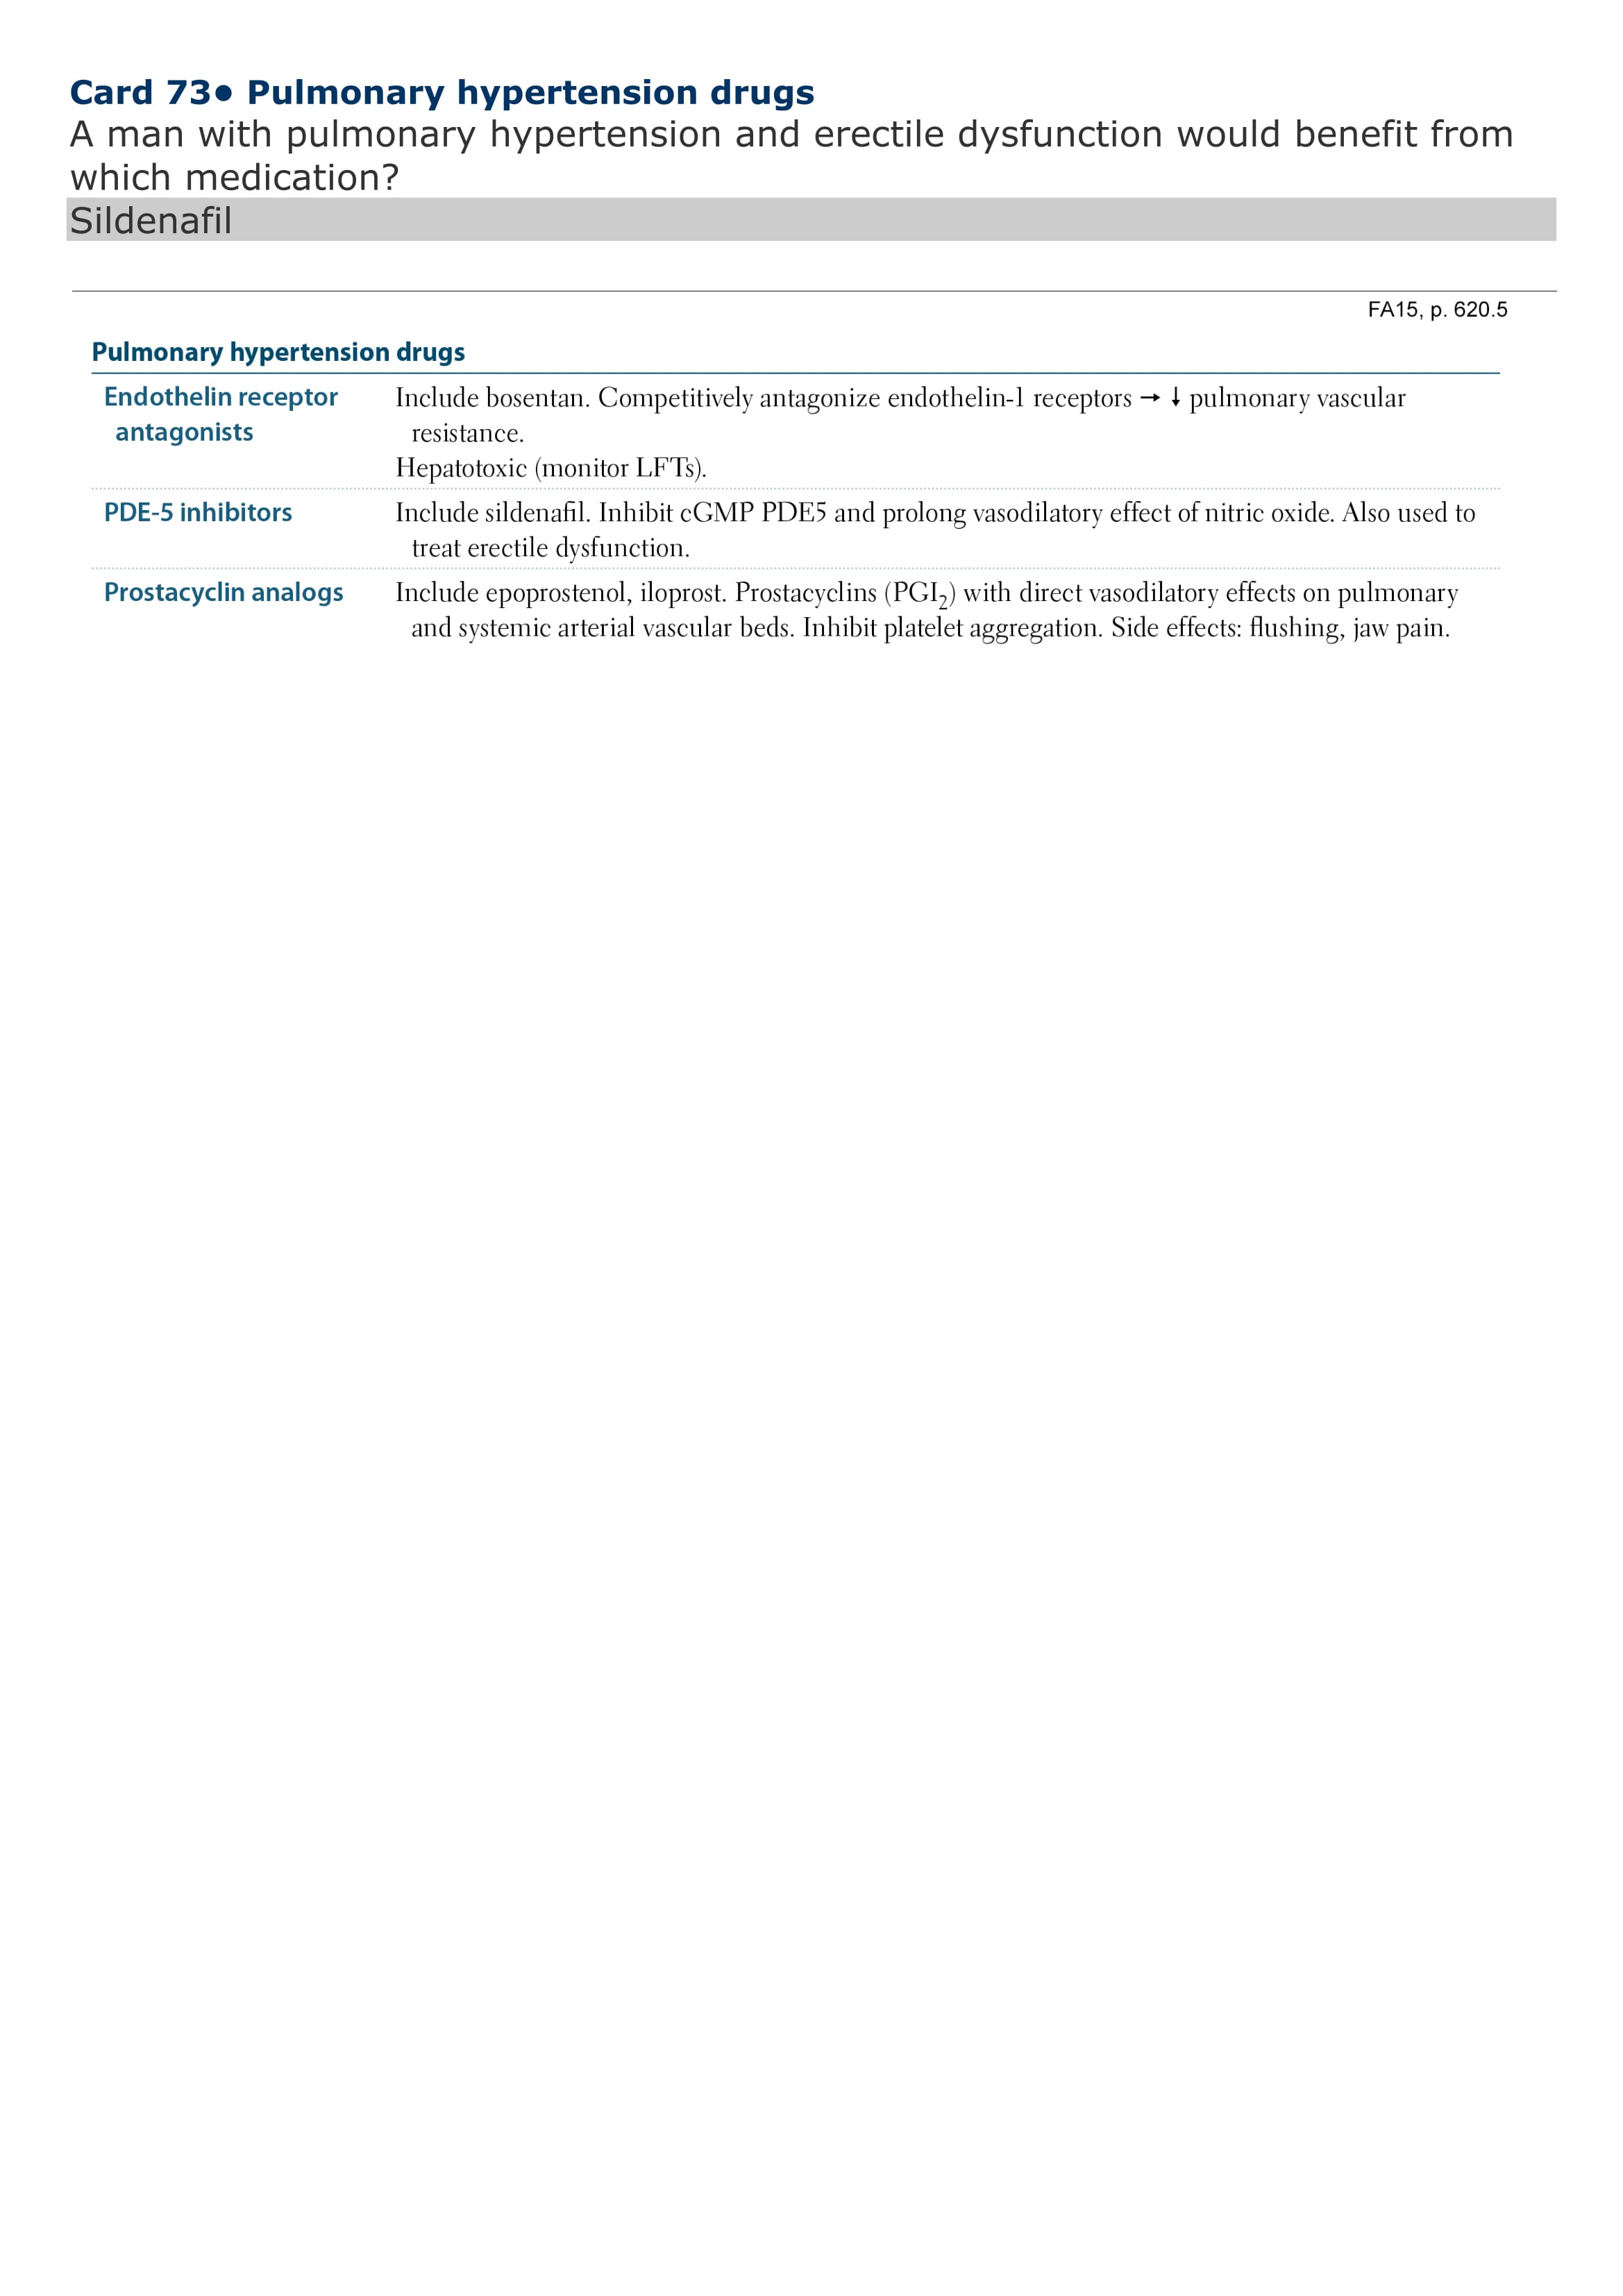 Card 73● Pulmonary hypertension drugs
A man with pulmonary hypertension and erectile dysfunction would benefit from
which medication?
Sildenafil
FA15, p. 620.5
Pulmonary hypertension drugs
Endothelin receptor antagonists
Include bosentan. Competitively antagonize endothelin-1 receptors → ↓ pulmonary vascular
resistance.
Hepatotoxic (monitor LFTs).
PDE-5 inhibitors
Include sildenafil. Inhibit cGMP PDE5 and prolong vasodilatory effect of nitric oxide. Also used to
treat erectile dysfunction.
Prostacyclin analogs
Include epoprostenol, iloprost. Prostacyclins (PGI₂) with direct vasodilatory effects on pulmonary
and systemic arterial vascular beds. Inhibit platelet aggregation. Side effects: flushing, jaw pain.